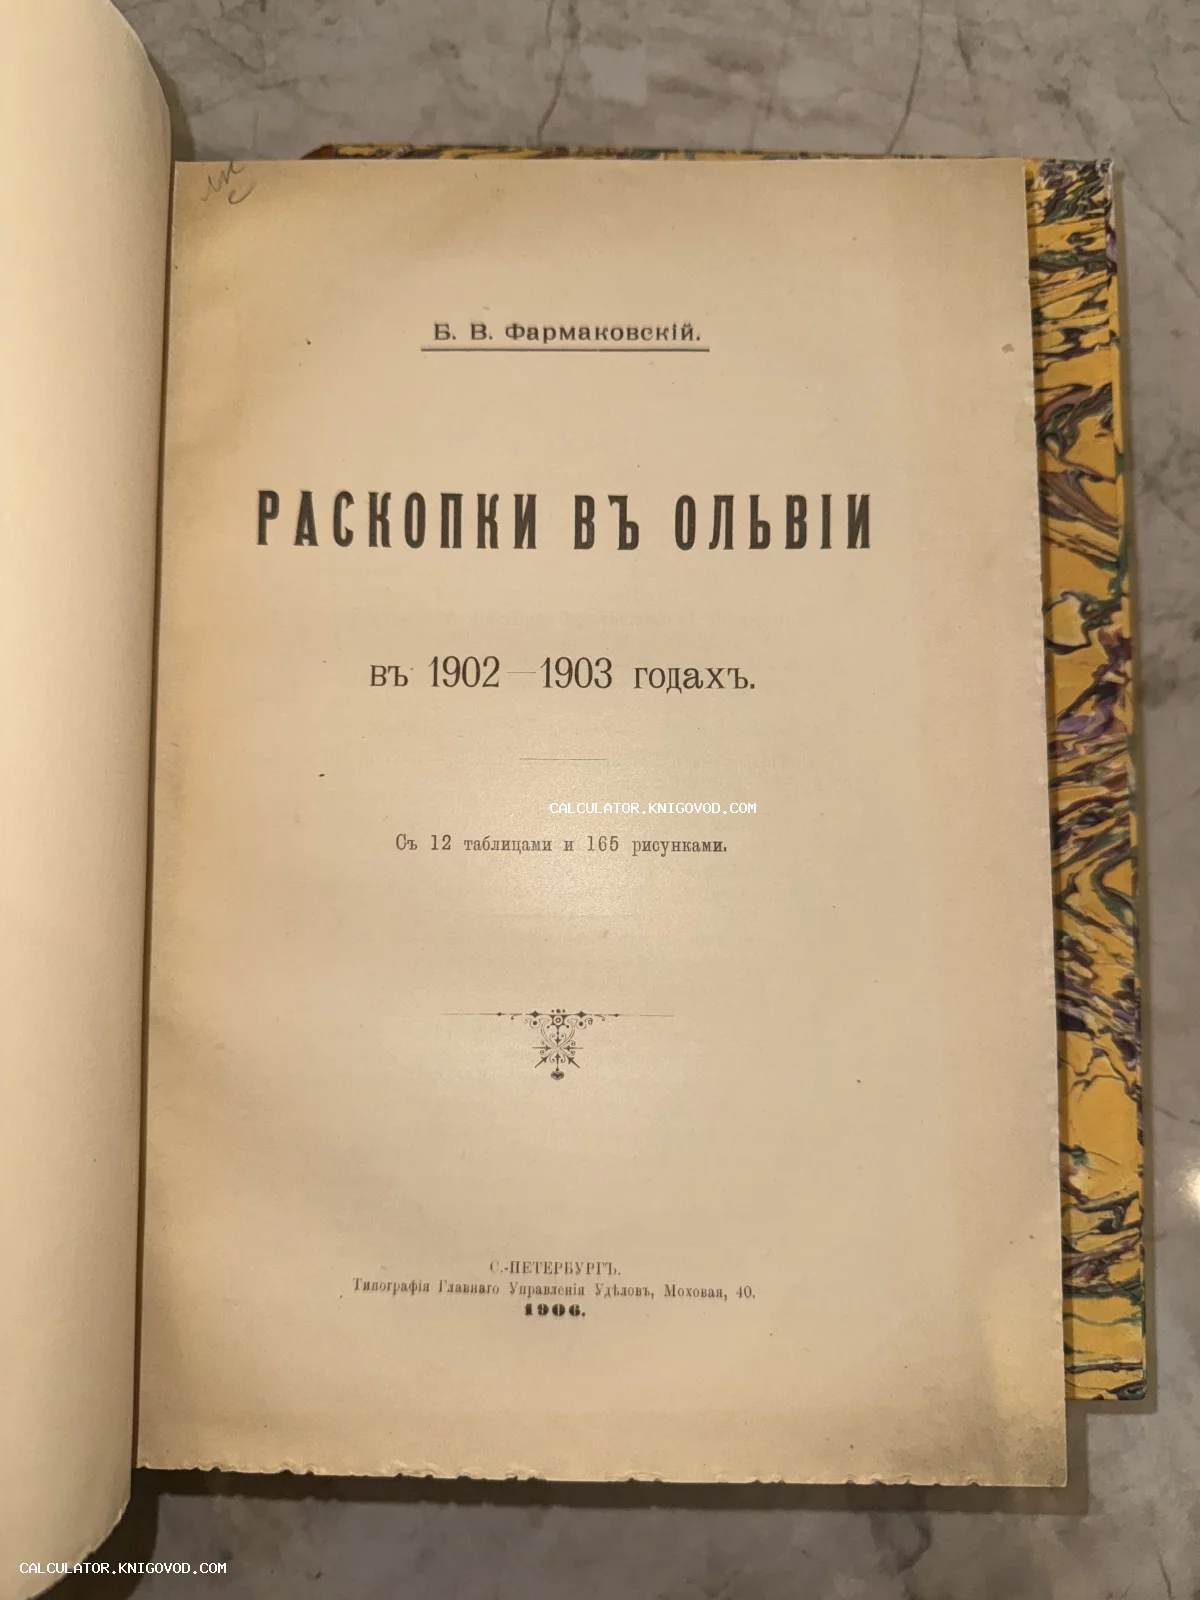 Б. В. Фармаковскій.
РАСКОПКИ ВЪ ОЛЬВІИ
въ 1902—1903 годахъ.
CALCULATOR.KNIGOVOD.COM
Съ 12 таблицами и 165 рисунками.
С.-ПЕТЕРБУРГЪ.
Типографія Главнаго Управленія Удѣловъ, Моховая, 40.
1906.
CALCULATOR.KNIGOVOD.COM